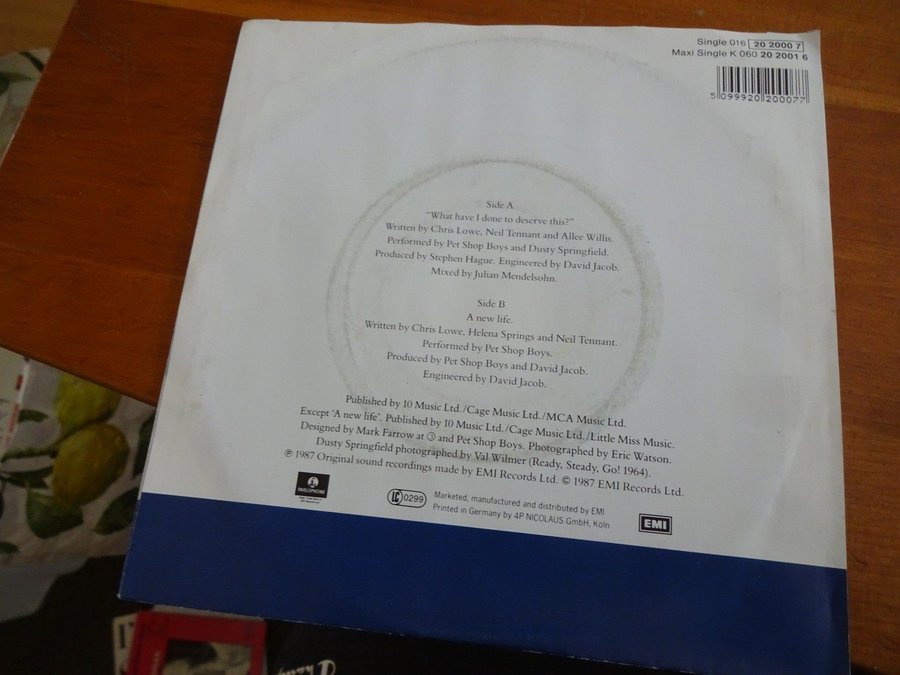 Single 016 20 2000 7
Maxi Single K 060 20 2001 6
5 099920 200077
Side A
"What have I done to deserve this?"
Written by Chris Lowe, Neil Tennant and Allee Willis.
Performed by Pet Shop Boys and Dusty Springfield.
Produced by Stephen Hague. Engineered by David Jacob.
Mixed by Julian Mendelsohn.
Side B
A new life.
Written by Chris Lowe, Helena Springs and Neil Tennant.
Performed by Pet Shop Boys.
Produced by Pet Shop Boys and David Jacob.
Engineered by David Jacob.
Published by 10 Music Ltd./Cage Music Ltd./MCA Music Ltd.
Except 'A new life'. Published by 10 Music Ltd./Cage Music Ltd./Little Miss Music.
Designed by Mark Farrow at ③ and Pet Shop Boys. Photographed by Eric Watson.
Dusty Springfield photographed by Val Wilmer (Ready, Steady, Go! 1964).
℗ 1987 Original sound recordings made by EMI Records Ltd. © 1987 EMI Records Ltd.
PARLOPHONE
LC 0299
Marketed, manufactured and distributed by EMI
Printed in Germany by 4P NICOLAUS GmbH, Köln
EMI